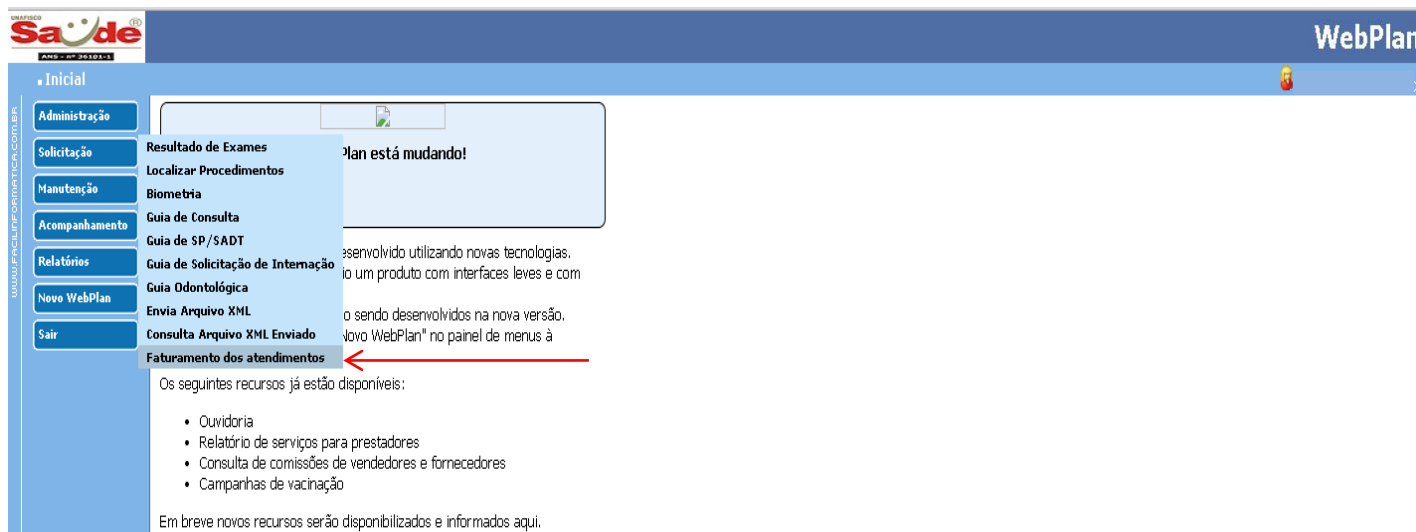 UNAFISCO
Saúde®
ANS - nº 36101-1
WebPlan
Inicial
WWW.FACILINFORMATICA.COM.BR
Administração
Solicitação
Manutenção
Acompanhamento
Relatórios
Novo WebPlan
Sair
Resultado de Exames
Localizar Procedimentos
Biometria
Guia de Consulta
Guia de SP/SADT
Guia de Solicitação de Internação
Guia Odontológica
Envia Arquivo XML
Consulta Arquivo XML Enviado
Faturamento dos atendimentos
Plan está mudando!
esenvolvido utilizando novas tecnologias.
io um produto com interfaces leves e com
o sendo desenvolvidos na nova versão.
Novo WebPlan" no painel de menus à
Os seguintes recursos já estão disponíveis:
• Ouvidoria
• Relatório de serviços para prestadores
• Consulta de comissões de vendedores e fornecedores
• Campanhas de vacinação
Em breve novos recursos serão disponibilizados e informados aqui.